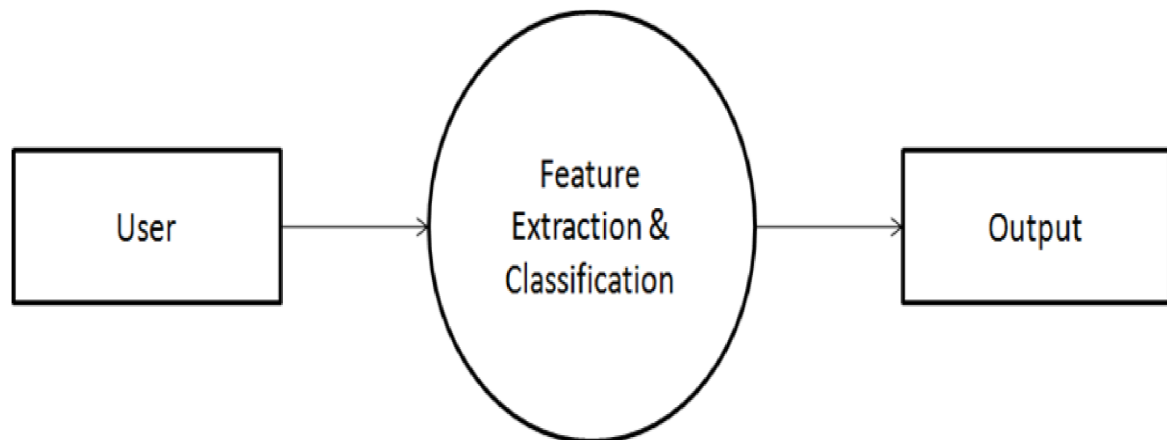 User
Feature
Extraction &
Classification
Output